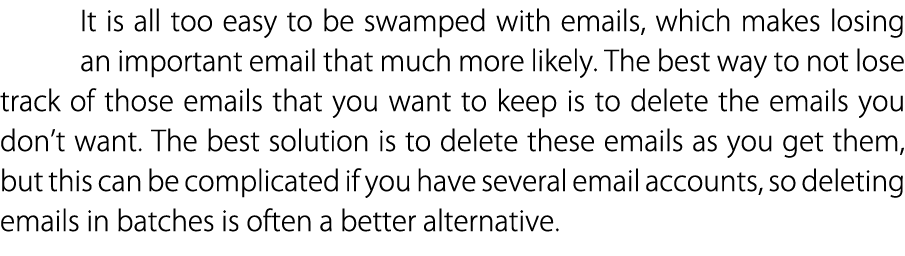 It is all too easy to be swamped with emails, which makes losing
an important email that much more likely. The best way to not lose
track of those emails that you want to keep is to delete the emails you
don’t want. The best solution is to delete these emails as you get them,
but this can be complicated if you have several email accounts, so deleting
emails in batches is often a better alternative.